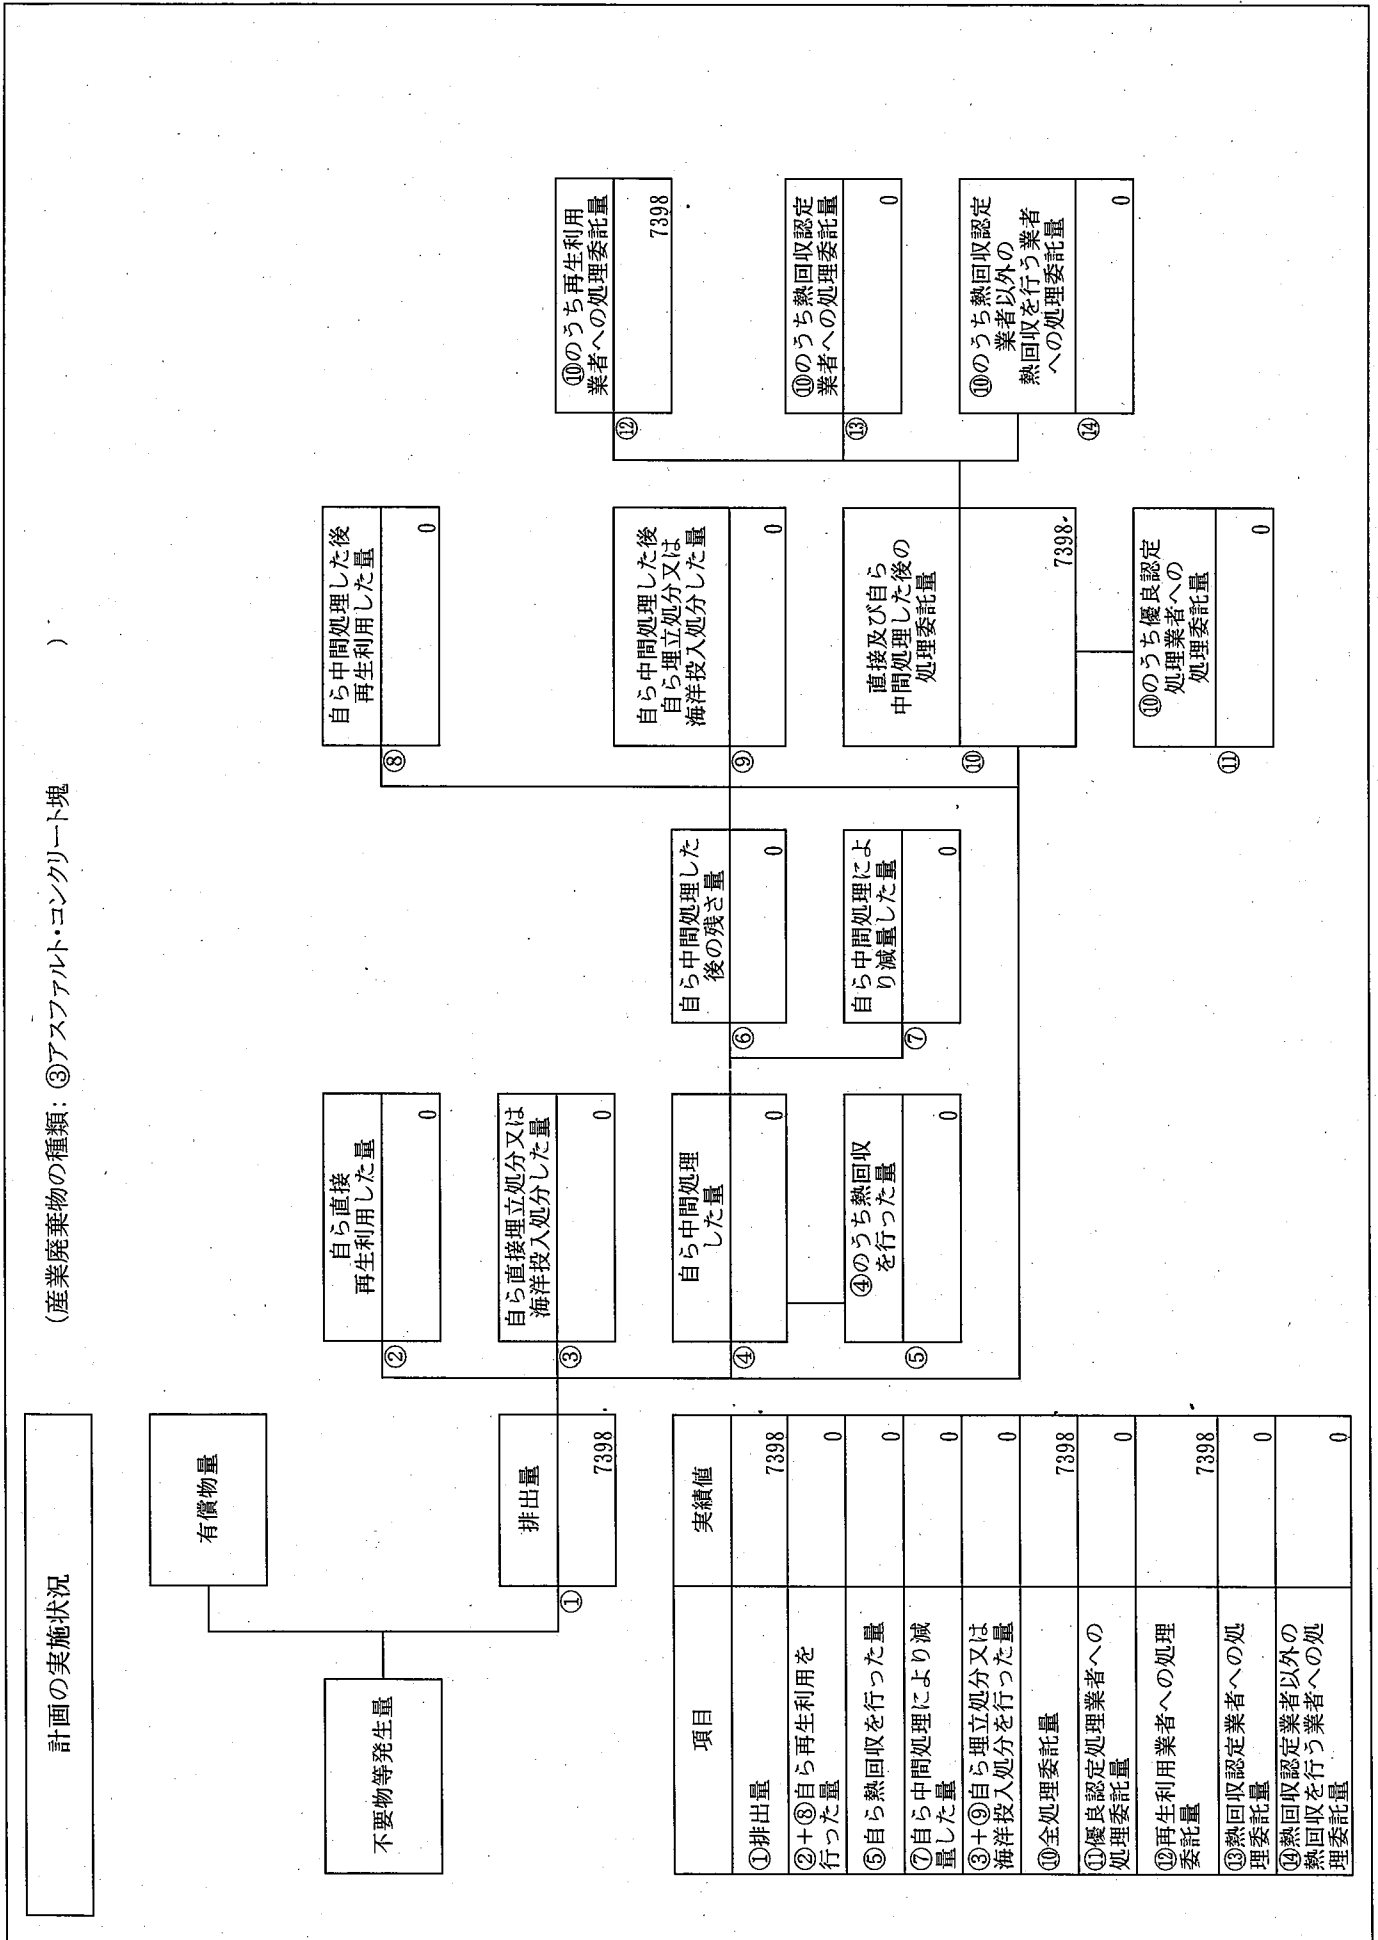 計画の実施状況
(産業廃棄物の種類: ③アスファルト・コンクリート塊 )
不要物等発生量
有償物量
排出量
①
7398
自ら直接
再生利用した量
②
0
自ら直接埋立処分又は
海洋投入処分した量
③
0
自ら中間処理
した量
④
0
④のうち熱回収
を行った量
⑤
0
自ら中間処理した
後の残さ量
⑥
0
自ら中間処理によ
り減量した量
⑦
0
自ら中間処理した後
再生利用した量
⑧
0
自ら中間処理した後
自ら埋立処分又は
海洋投入処分した量
⑨
0
直接及び自ら
中間処理した後の
処理委託量
⑩
7398
⑩のうち優良認定
処理業者への
処理委託量
⑪
0
⑩のうち再生利用
業者への処理委託量
⑫
7398
⑩のうち熱回収認定
業者への処理委託量
⑬
0
⑩のうち熱回収認定
業者以外の
熱回収を行う業者
への処理委託量
⑭
0
項目 実績値
①排出量 7398
②+⑧自ら再生利用を
行った量 0
⑤自ら熱回収を行った量 0
⑦自ら中間処理により減
量した量 0
③+⑨自ら埋立処分又は
海洋投入処分を行った量 0
⑩全処理委託量 7398
⑪優良認定処理業者への
処理委託量 0
⑫再生利用業者への処理
委託量 7398
⑬熱回収認定業者への処
理委託量 0
⑭熱回収認定業者以外の
熱回収を行う業者への処
理委託量 0